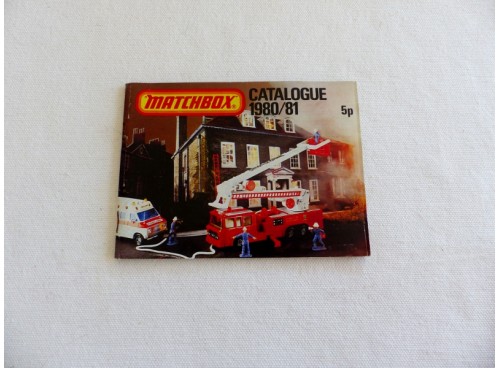 MATCHBOX
CATALOGUE
1980/81
5p